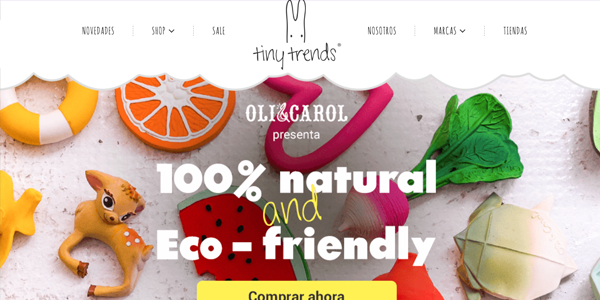 NOVEDADES
SHOP
SALE
tiny trends®
NOSOTROS
MARCAS
TIENDAS
OLI&CAROL
presenta
100% natural
and
Eco - friendly
Comprar ahora